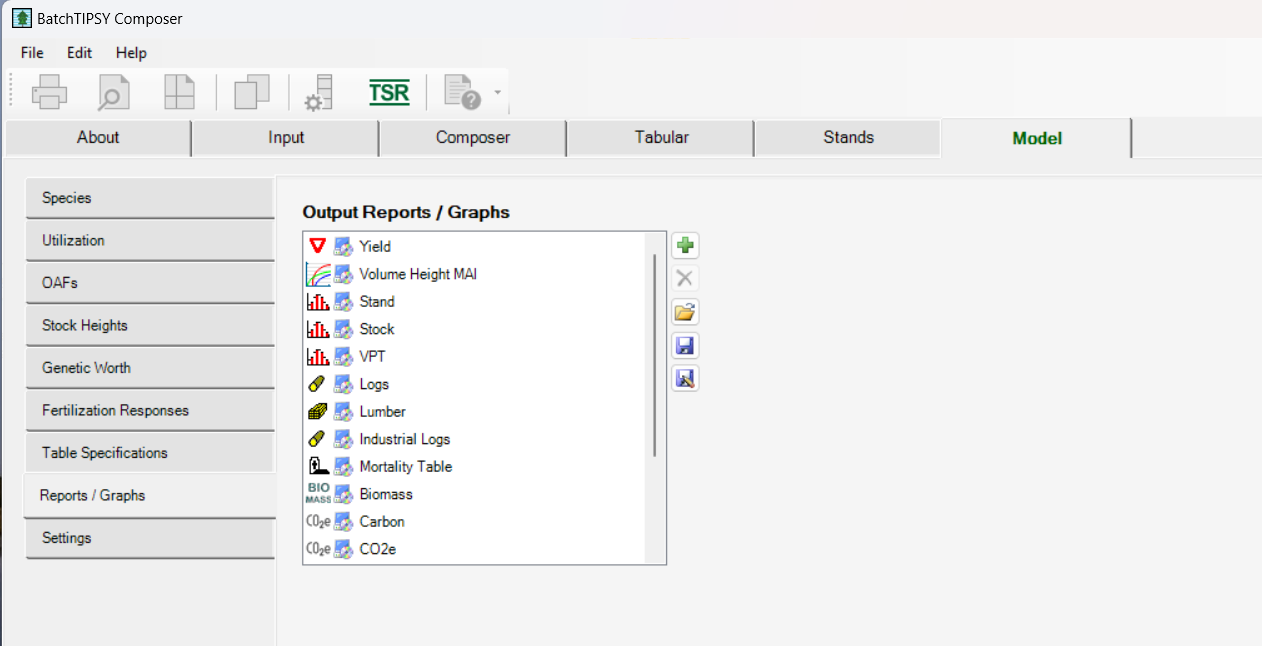 BatchTIPSY Composer
File Edit Help
TSR
About Input Composer Tabular Stands Model
Species
Utilization
OAFs
Stock Heights
Genetic Worth
Fertilization Responses
Table Specifications
Reports / Graphs
Settings
Output Reports / Graphs
Yield
Volume Height MAI
Stand
Stock
VPT
Logs
Lumber
Industrial Logs
Mortality Table
BIO MASS Biomass
CO₂e Carbon
CO₂e CO2e